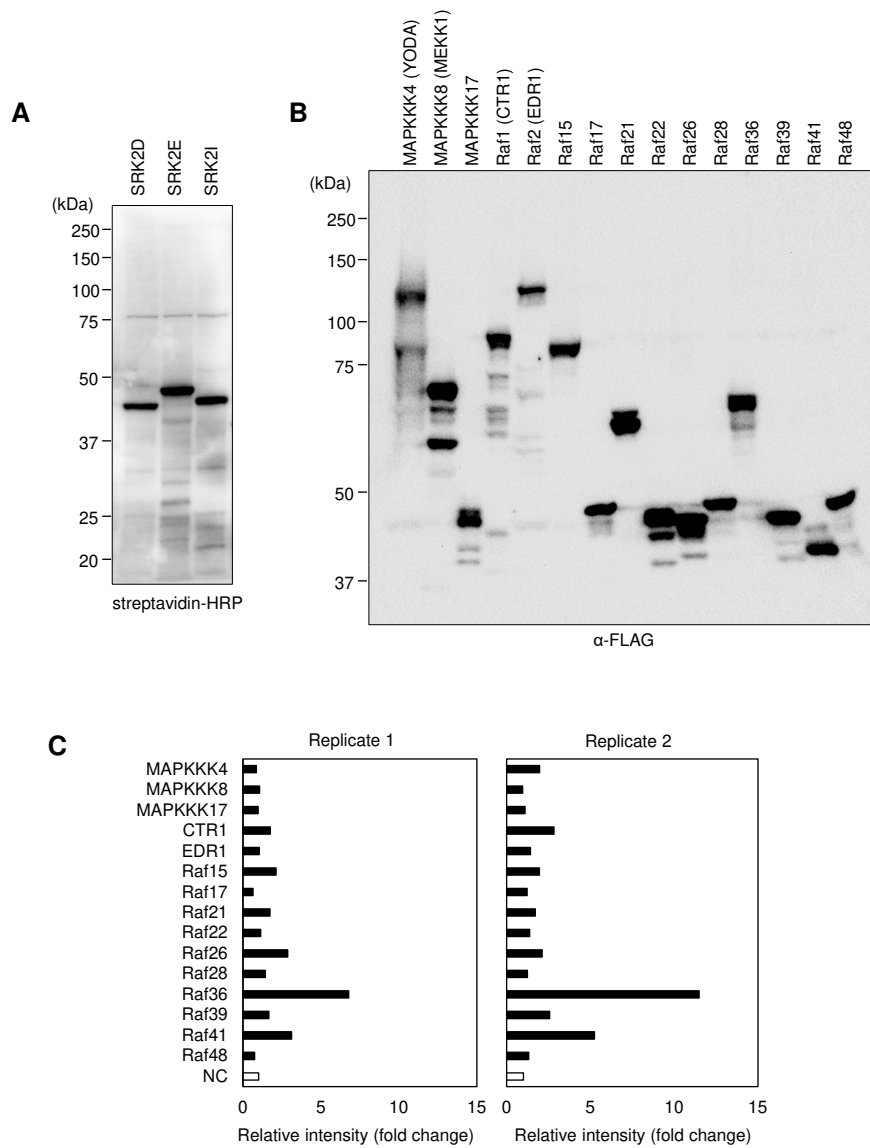 A
SRK2D
SRK2E
SRK2I
(kDa)
250
150
100
75
50
37
25
20
streptavidin-HRP
B
MAPKKK4 (YODA)
MAPKKK8 (MEKK1)
MAPKKK17
Raf1 (CTR1)
Raf2 (EDR1)
Raf15
Raf17
Raf21
Raf22
Raf26
Raf28
Raf36
Raf39
Raf41
Raf48
(kDa)
250
150
100
75
50
37
α-FLAG
C
Replicate 1
Replicate 2
MAPKKK4
MAPKKK8
MAPKKK17
CTR1
EDR1
Raf15
Raf17
Raf21
Raf22
Raf26
Raf28
Raf36
Raf39
Raf41
Raf48
NC
0 5 10 15
Relative intensity (fold change)
0 5 10 15
Relative intensity (fold change)